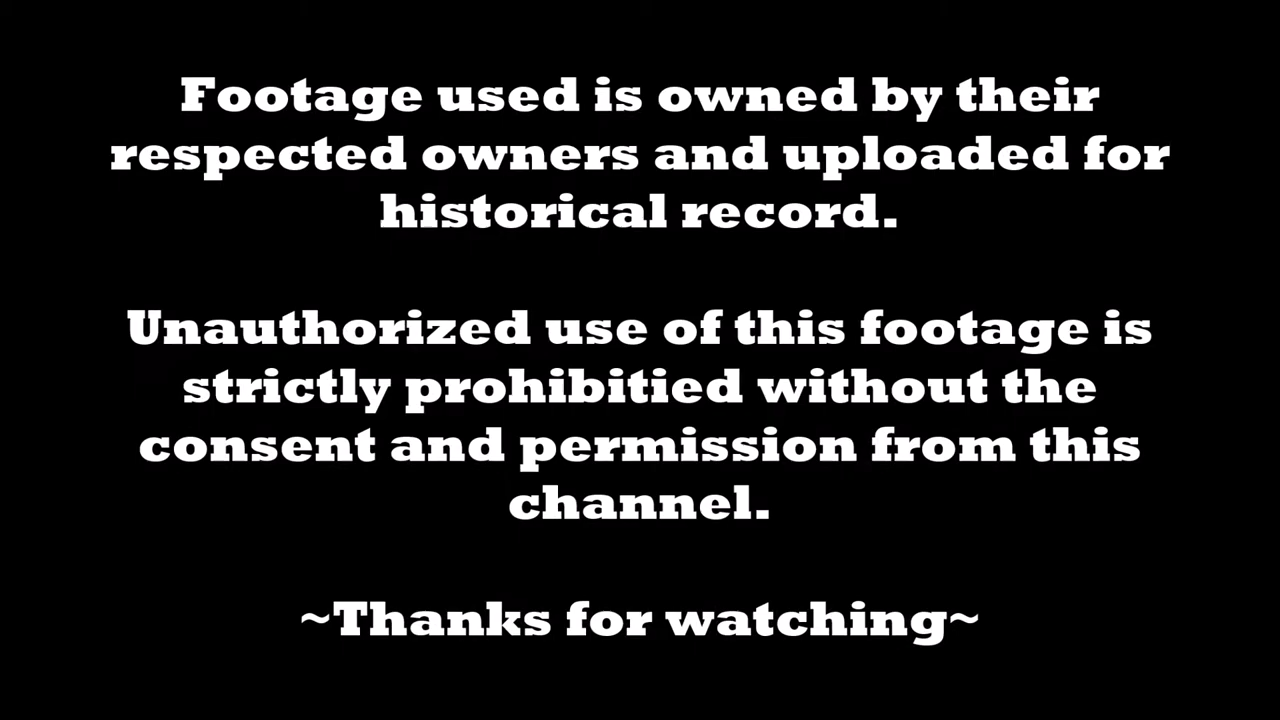 Footage used is owned by their
respected owners and uploaded for
historical record.
Unauthorized use of this footage is
strictly prohibitied without the
consent and permission from this
channel.
~Thanks for watching~